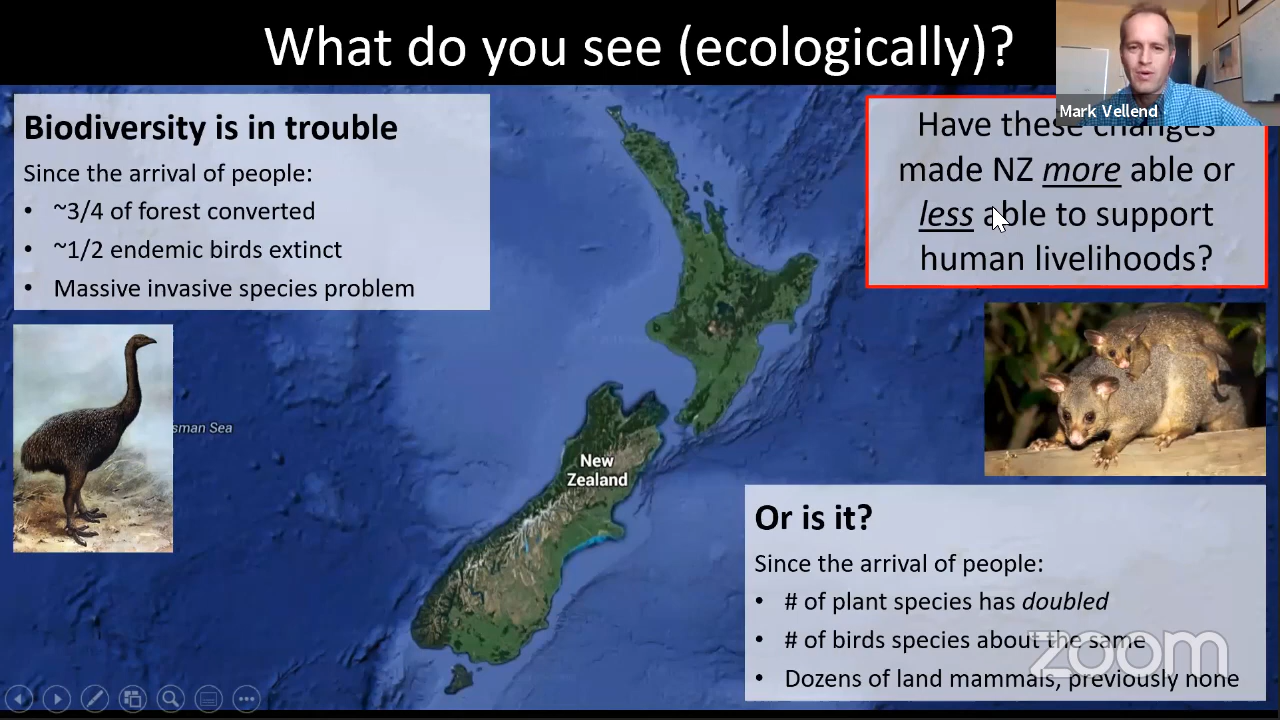 What do you see (ecologically)?
Mark Vellend
Biodiversity is in trouble
Since the arrival of people:
• ~3/4 of forest converted
• ~1/2 endemic birds extinct
• Massive invasive species problem
Have these changes
made NZ more able or
less able to support
human livelihoods?
sman Sea
New
Zealand
Or is it?
Since the arrival of people:
• # of plant species has doubled
• # of birds species about the same
• Dozens of land mammals, previously none
zoom